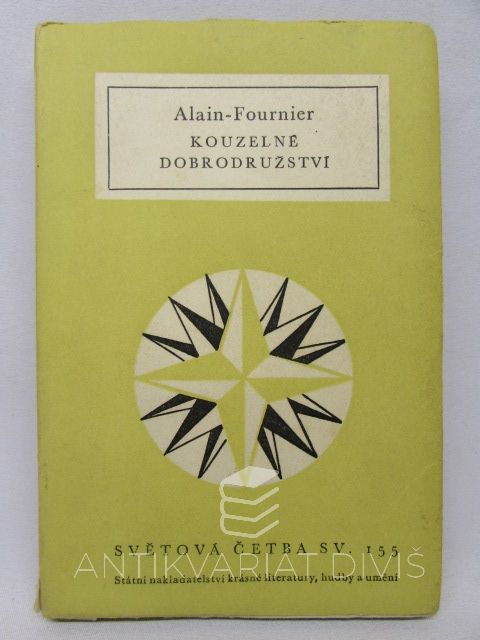 Alain-Fournier
KOUZELNÉ
DOBRODRUŽSTVÍ
SVĚTOVÁ ČETBA SV. 155
ANTIKVARIÁT DIVIŠ
Státní nakladatelství krásné literatury, hudby a umění